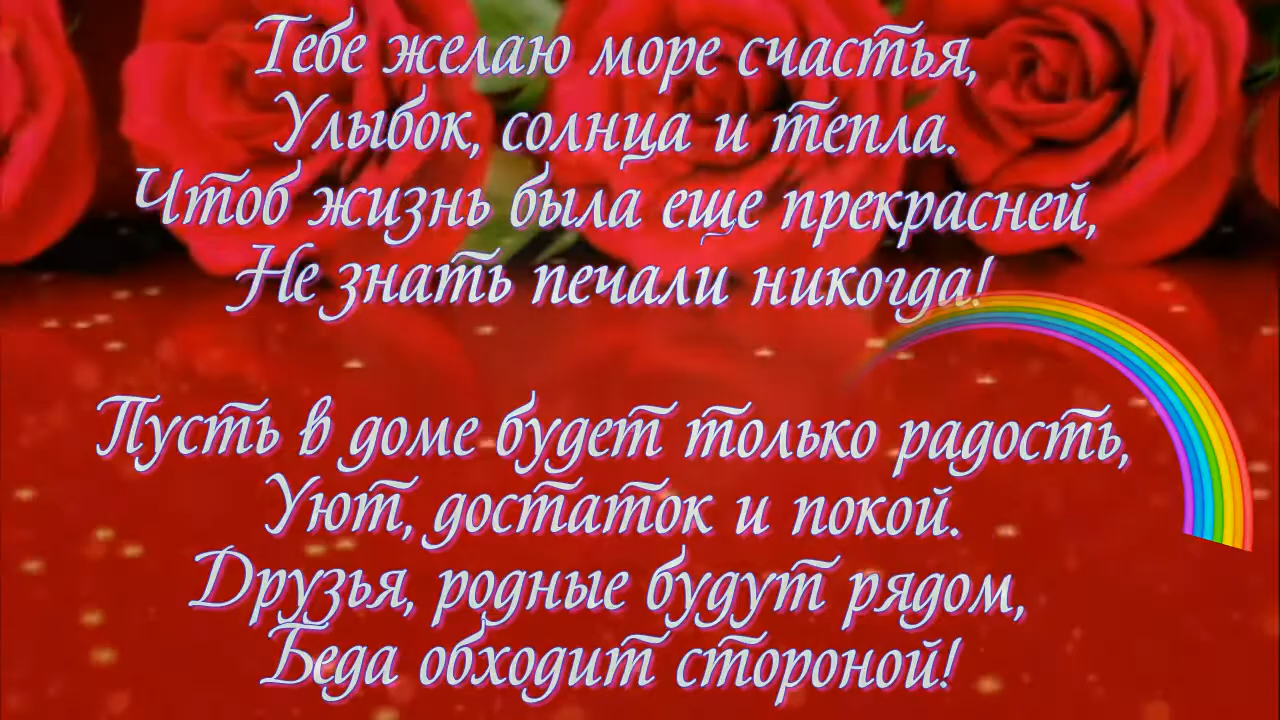 Тебе желаю море счастья,
Улыбок, солнца и тепла.
Чтоб жизнь была еще прекрасней,
Не знать печали никогда!
Пусть в доме будет только радость,
Уют, достаток и покой.
Друзья, родные будут рядом,
Беда обходит стороной!